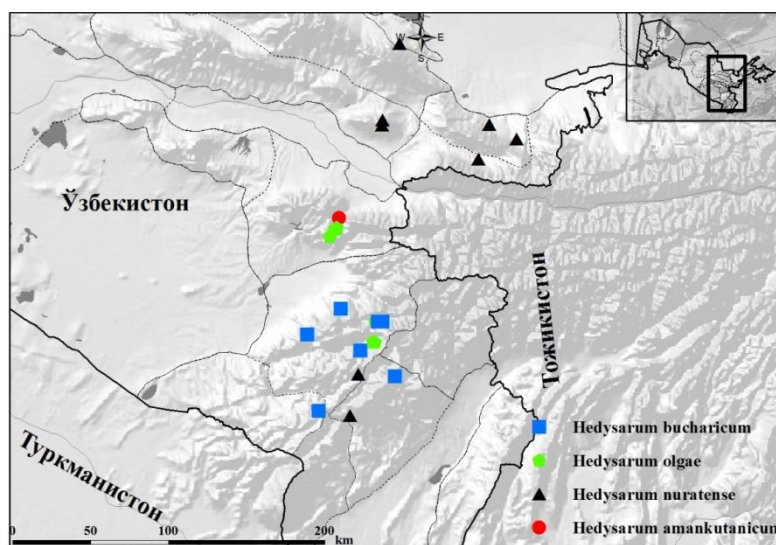 W E
S
Ўзбекистон
Тожикистон
Туркманистон
Hedysarum bucharicum
Hedysarum olgae
Hedysarum nuratense
Hedysarum amankutanicum
0 50 100 200
km